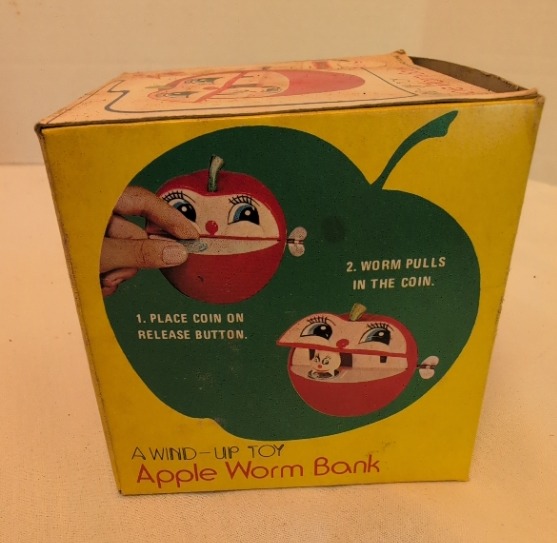 1. PLACE COIN ON
RELEASE BUTTON.
2. WORM PULLS
IN THE COIN.
A WIND-UP TOY
Apple Worm Bank